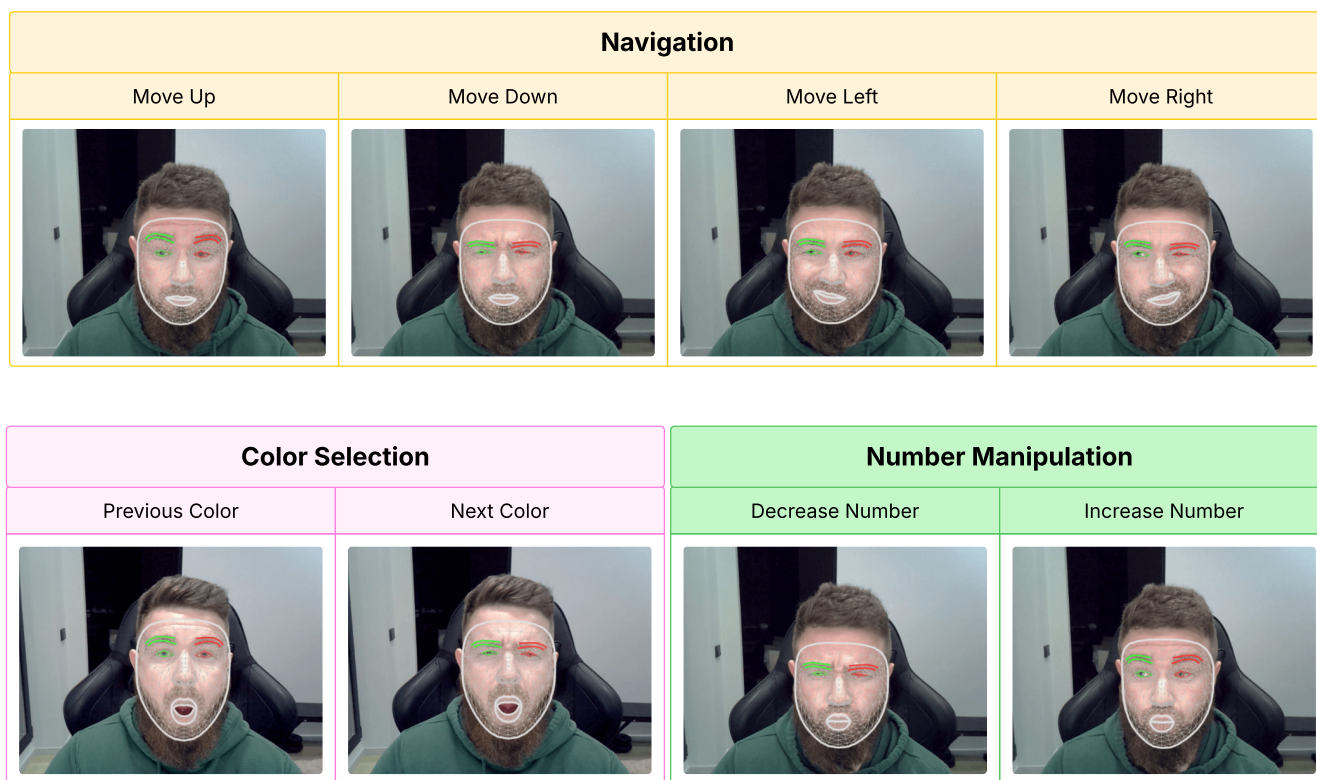 Navigation
Move Up
Move Down
Move Left
Move Right
Color Selection
Number Manipulation
Previous Color
Next Color
Decrease Number
Increase Number